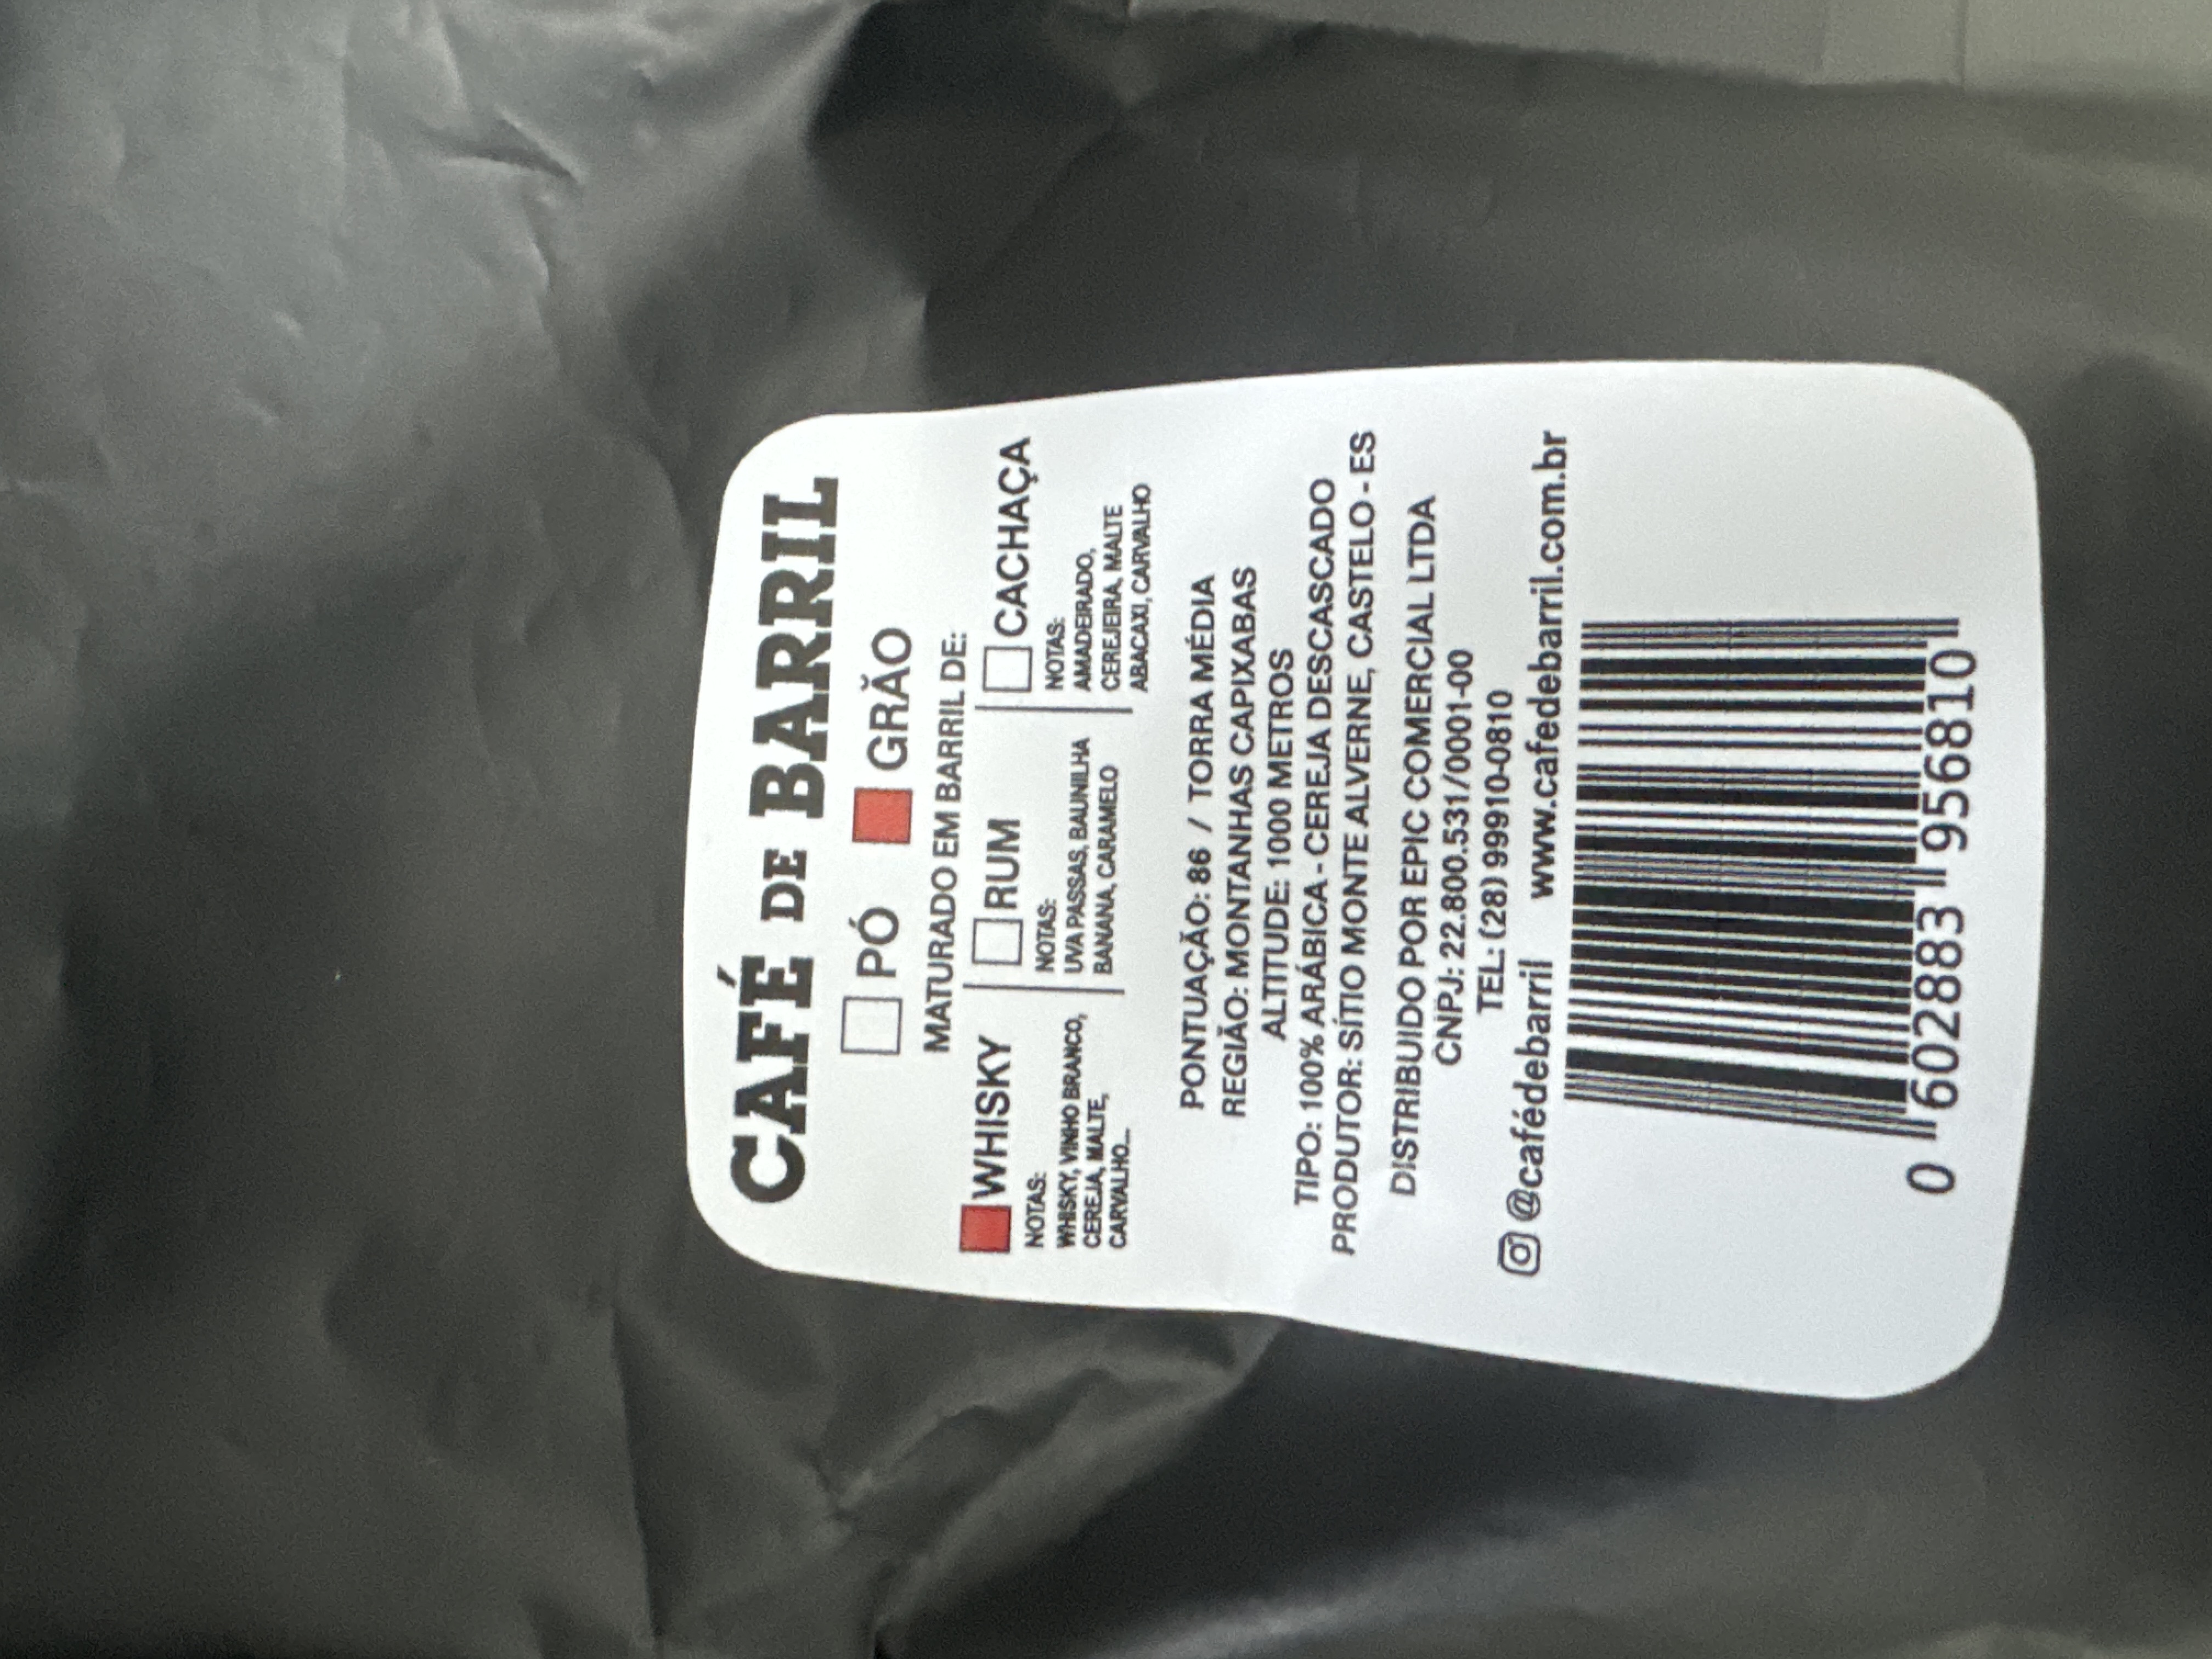 CAFÉ DE BARRIL
PÓ GRÃO
MATURADO EM BARRIL DE:
WHISKY
NOTAS:
WHISKY, VINHO BRANCO,
CEREJA, MALTE,
CARVALHO...
RUM
NOTAS:
UVA PASSAS, BAUNILHA
BANANA, CARAMELO
CACHAÇA
NOTAS:
AMADEIRADO,
CEREJEIRA, MALTE
ABACAXI, CARVALHO
PONTUAÇÃO: 86 / TORRA MÉDIA
REGIÃO: MONTANHAS CAPIXABAS
ALTITUDE: 1000 METROS
TIPO: 100% ARÁBICA - CEREJA DESCASCADO
PRODUTOR: SÍTIO MONTE ALVERNE, CASTELO - ES
DISTRIBUIDO POR EPIC COMERCIAL LTDA
CNPJ: 22.800.531/0001-00
TEL: (28) 99910-0810
@cafédebarril www.cafedebarril.com.br
0 602883 956810